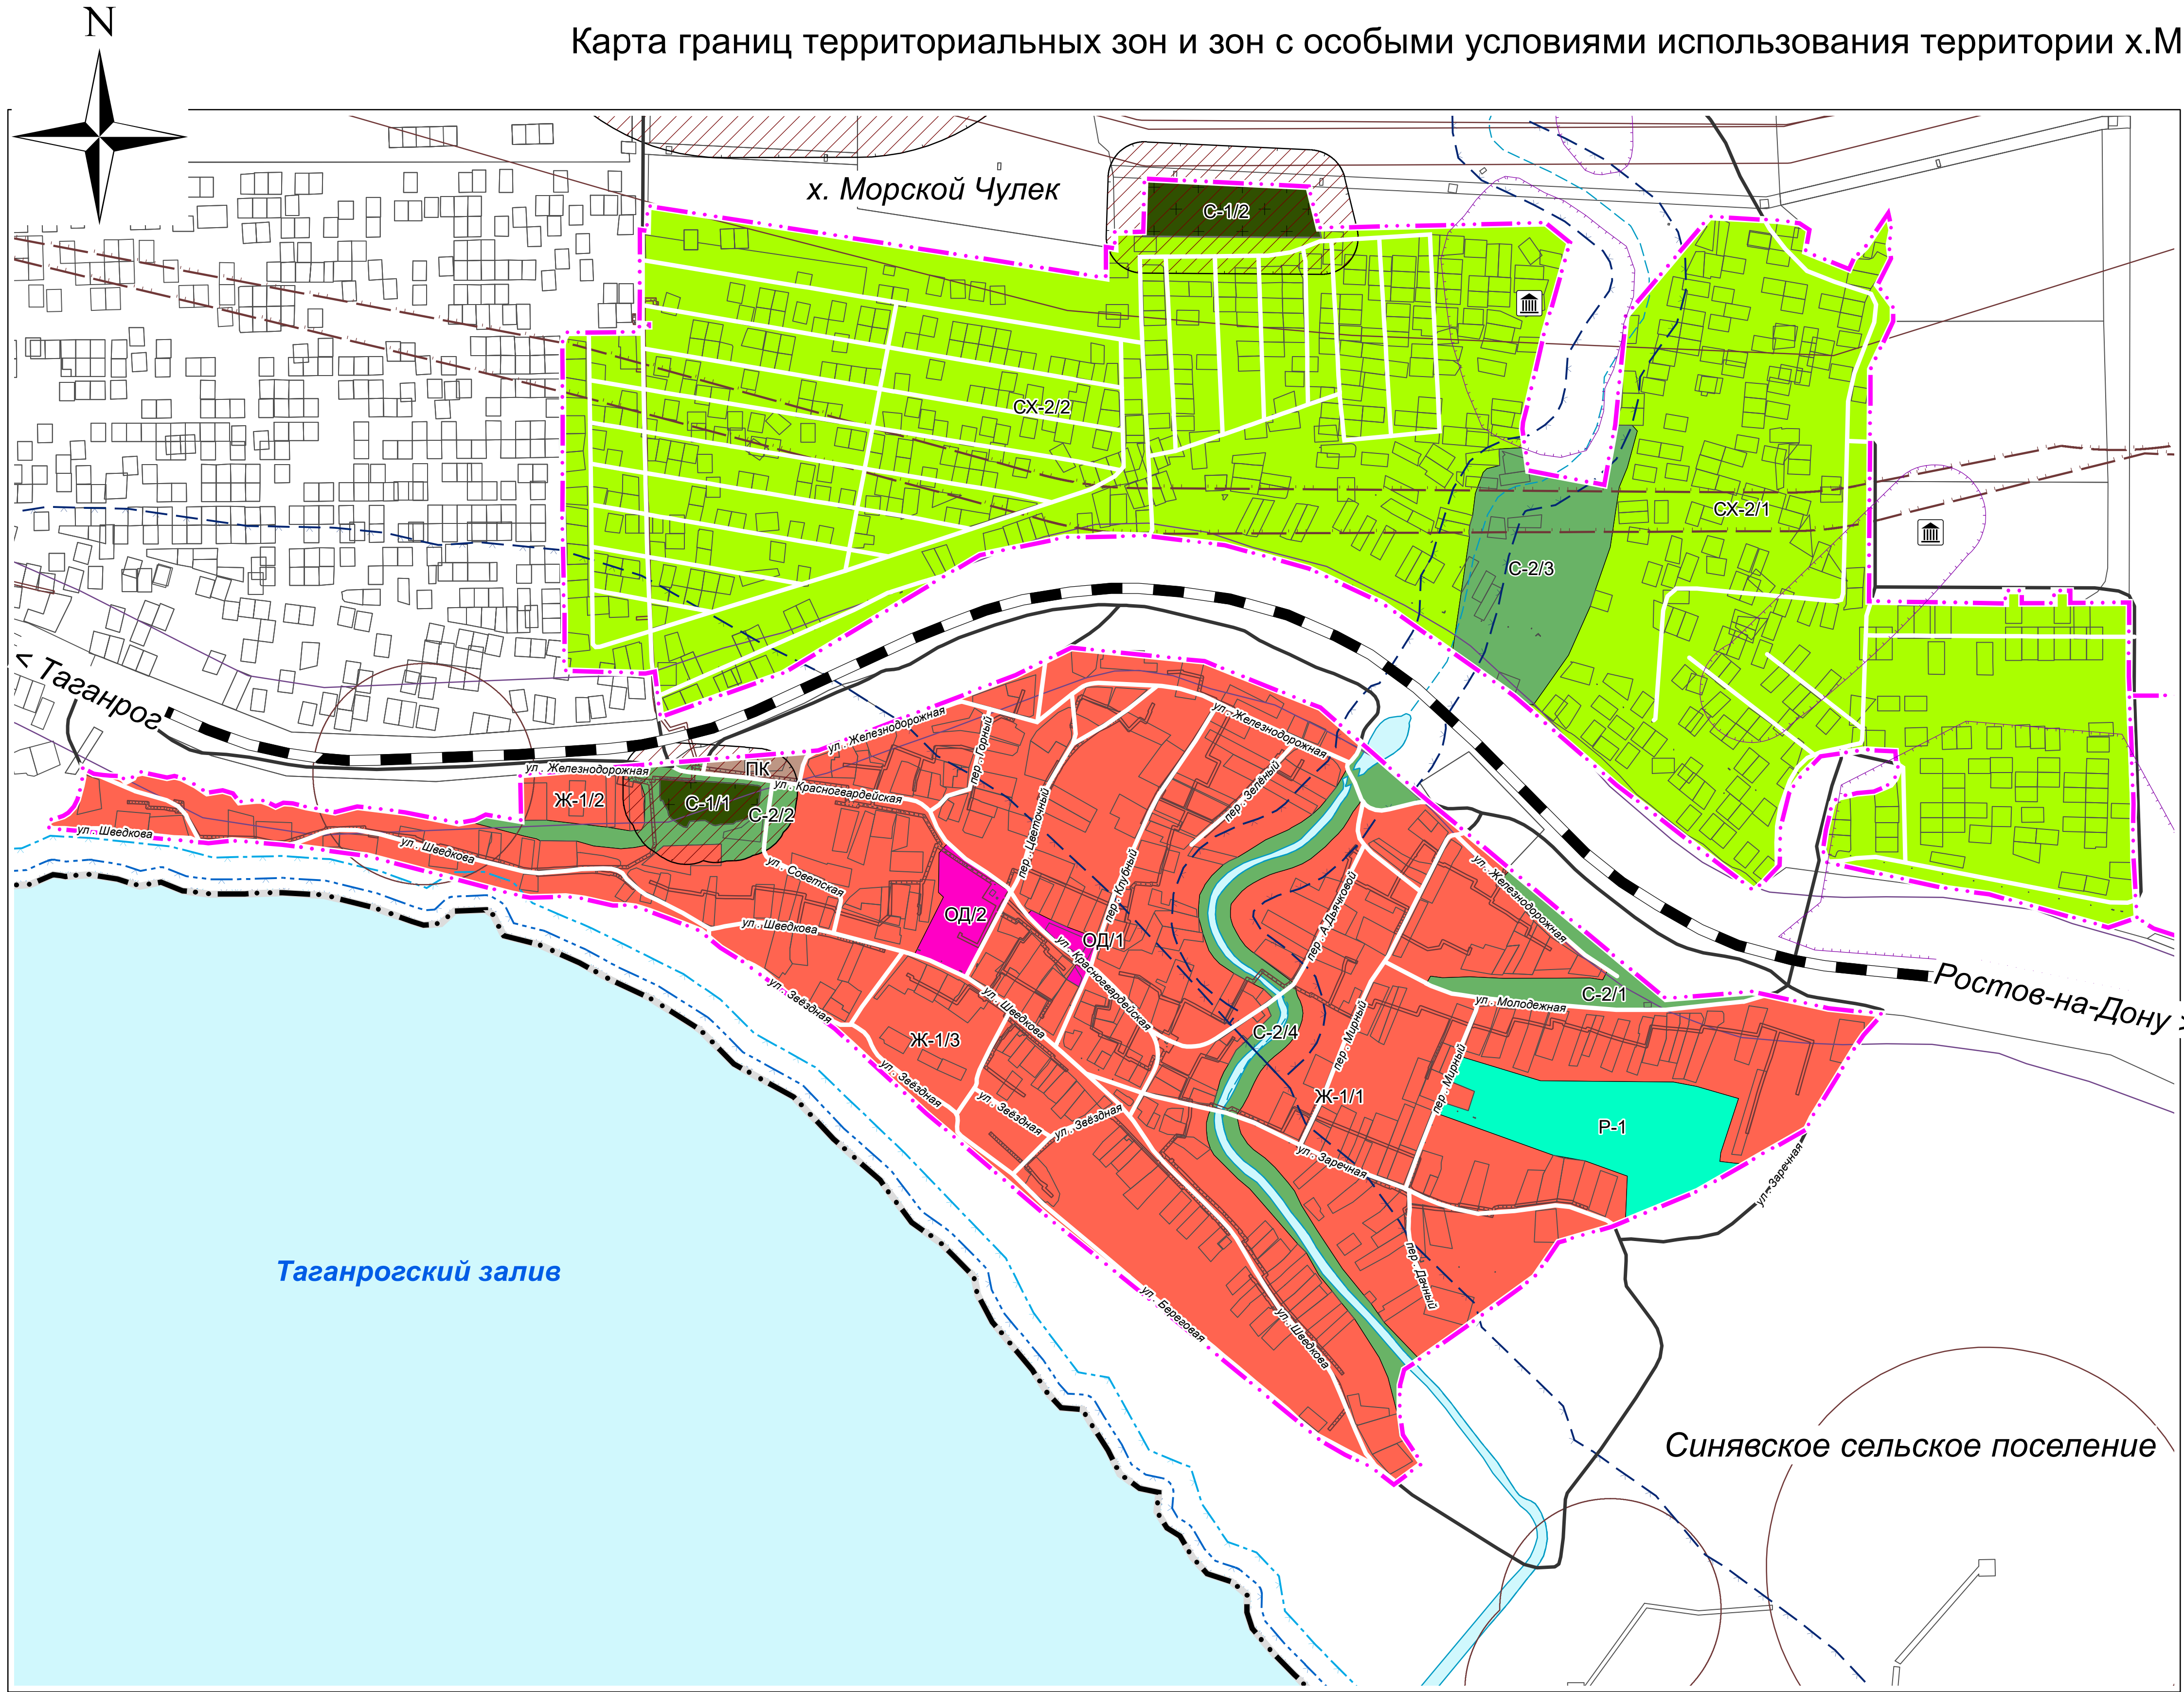 N
Карта границ территориальных зон и зон с особыми условиями использования территории х.М
х. Морской Чулек
С-1/2
СХ-2/2
СХ-2/1
С-2/3
< Таганрог
ул. Железнодорожная
пер. Горный
ул. Железнодорожная
ул. Железнодорожная
ПК
ул. Красногвардейская
пер. Зелёный
Ж-1/2
С-1/1
С-2/2
пер. Цветочный
ул. Шведкова
ул. Шведкова
ул. Советская
пер. Клубный
пер. А.Дьячковой
ул. Железнодорожная
ОД/2
ул. Шведкова
ОД/1
ул. Красногвардейская
Ростов-на-Дону >
С-2/1
ул. Молодежная
ул. Звёздная
ул. Шведкова
Ж-1/3
С-2/4
пер. Мирный
пер. Мирный
ул. Звёздная
ул. Звёздная
ул. Звёздная
Ж-1/1
Р-1
ул. Заречная
ул. Заречная
Таганрогский залив
пер. Дачный
ул. Береговая
ул. Шведкова
Синявское сельское поселение